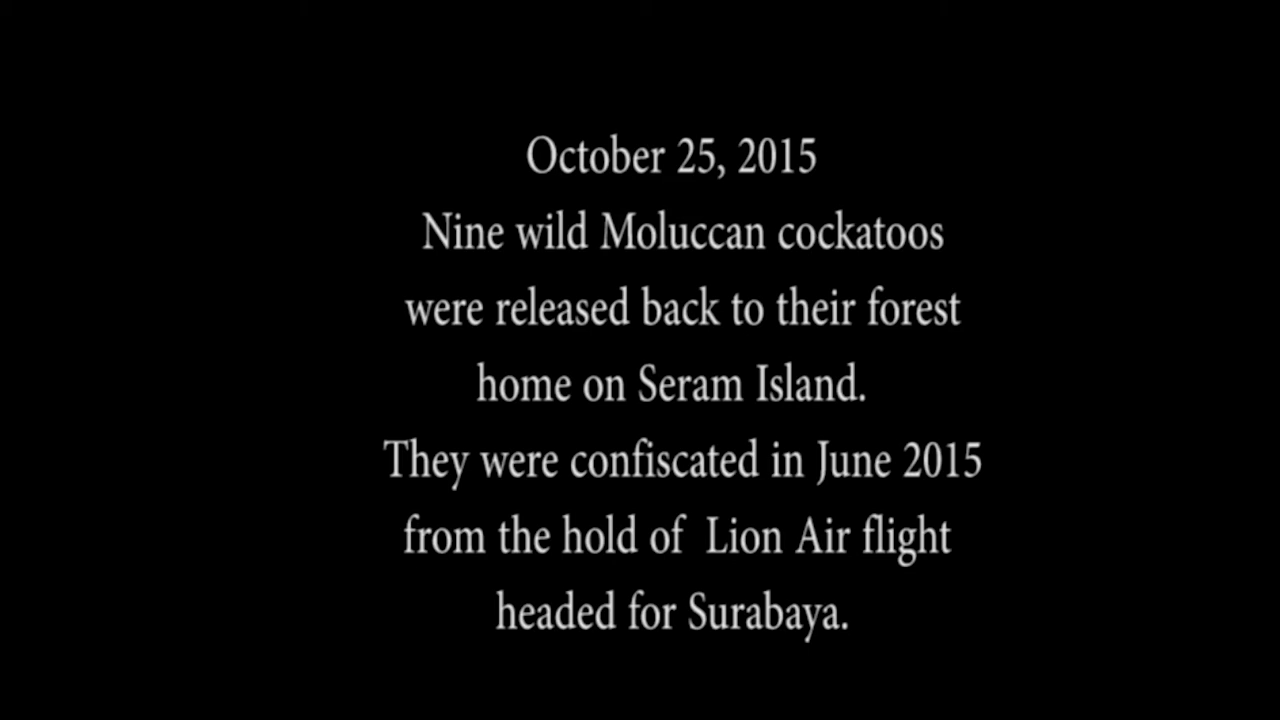 October 25, 2015
Nine wild Moluccan cockatoos
were released back to their forest
home on Seram Island.
They were confiscated in June 2015
from the hold of  Lion Air flight
headed for Surabaya.